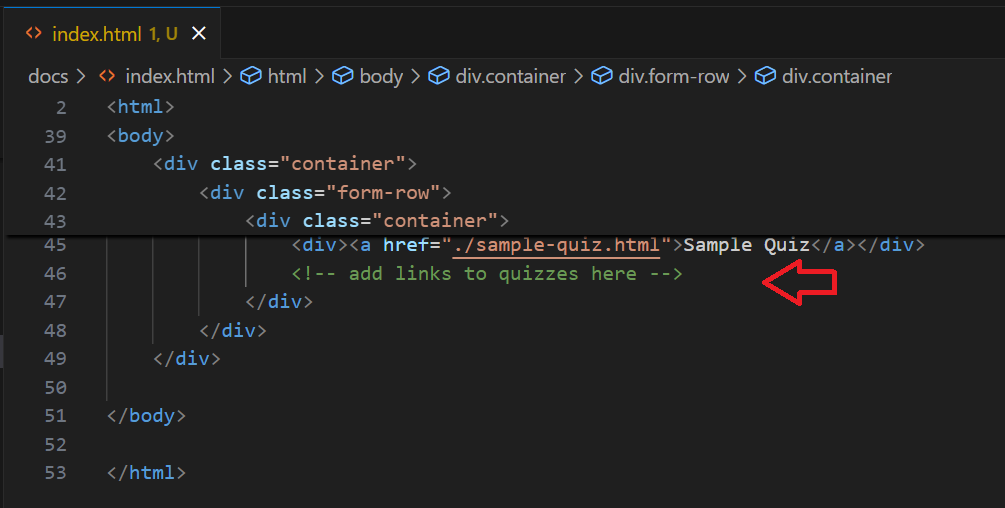 index.html 1, U
docs > index.html > html > body > div.container > div.form-row > div.container
2 <html>
39 <body>
41 <div class="container">
42 <div class="form-row">
43 <div class="container">
45 <div><a href="./sample-quiz.html">Sample Quiz</a></div>
46 <!-- add links to quizzes here -->
47 </div>
48 </div>
49 </div>
50
51 </body>
52
53 </html>